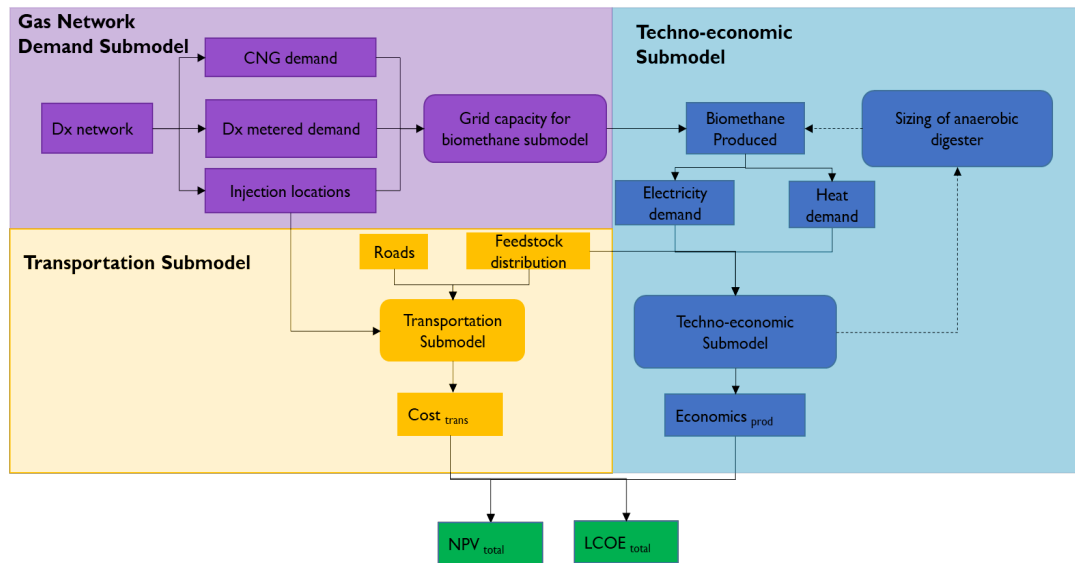 Gas Network
Demand Submodel
CNG demand
Dx network
Dx metered demand
Injection locations
Grid capacity for
biomethane submodel
Techno-economic
Submodel
Biomethane
Produced
Sizing of anaerobic
digester
Electricity
demand
Heat
demand
Transportation Submodel
Roads
Feedstock
distribution
Transportation
Submodel
Cost trans
Techno-economic
Submodel
Economics prod
NPV total
LCOE total